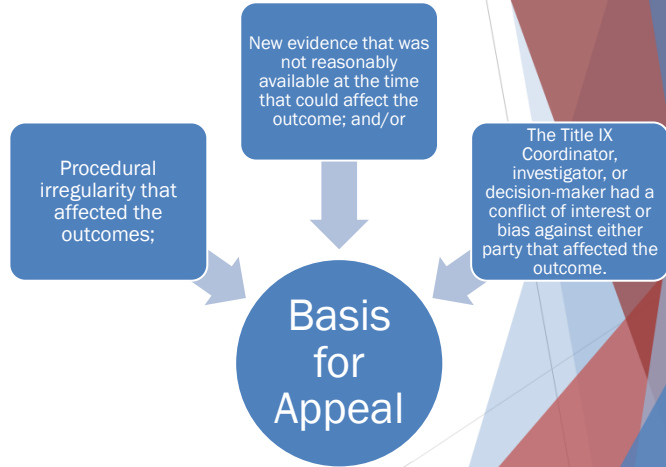 New evidence that was
not reasonably
available at the time
that could affect the
outcome; and/or
Procedural
irregularity that
affected the
outcomes;
The Title IX
Coordinator,
investigator, or
decision-maker had a
conflict of interest or
bias against either
party that affected the
outcome.
Basis
for
Appeal